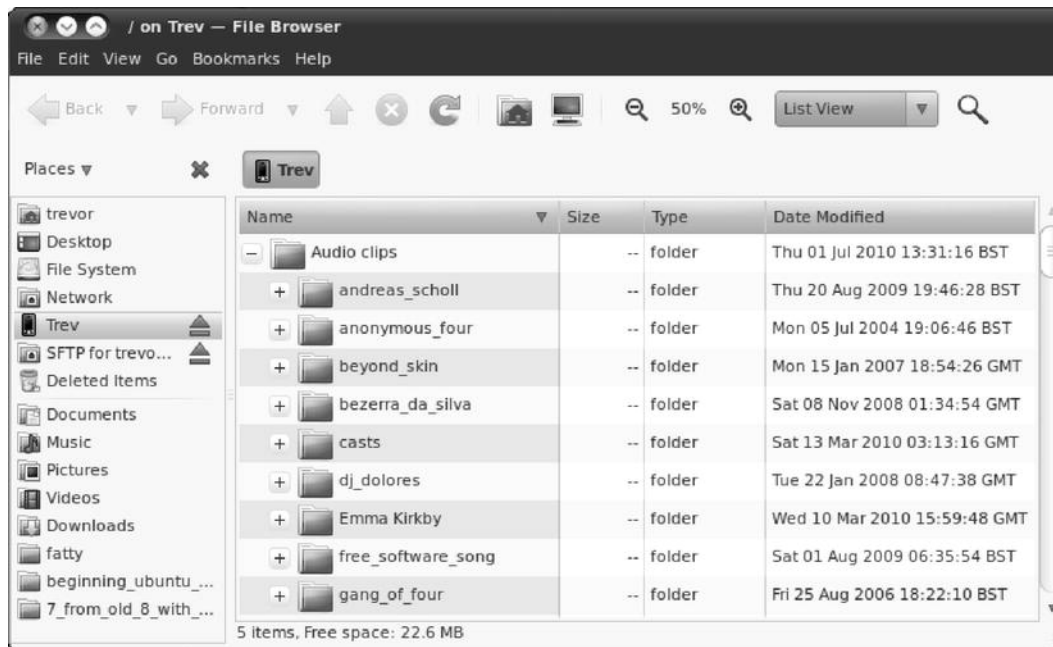 / on Trev — File Browser
File Edit View Go Bookmarks Help
Back Forward 50% List View
Places
Trev
trevor
Desktop
File System
Network
Trev
SFTP for trevo...
Deleted Items
Documents
Music
Pictures
Videos
Downloads
fatty
beginning_ubuntu_...
7_from_old_8_with_...
Name Size Type Date Modified
Audio clips -- folder Thu 01 Jul 2010 13:31:16 BST
andreas_scholl -- folder Thu 20 Aug 2009 19:46:28 BST
anonymous_four -- folder Mon 05 Jul 2004 19:06:46 BST
beyond_skin -- folder Mon 15 Jan 2007 18:54:26 GMT
bezerra_da_silva -- folder Sat 08 Nov 2008 01:34:54 GMT
casts -- folder Sat 13 Mar 2010 03:13:16 GMT
dj_dolores -- folder Tue 22 Jan 2008 08:47:38 GMT
Emma Kirkby -- folder Wed 10 Mar 2010 15:59:48 GMT
free_software_song -- folder Sat 01 Aug 2009 06:35:54 BST
gang_of_four -- folder Fri 25 Aug 2006 18:22:10 BST
5 items, Free space: 22.6 MB